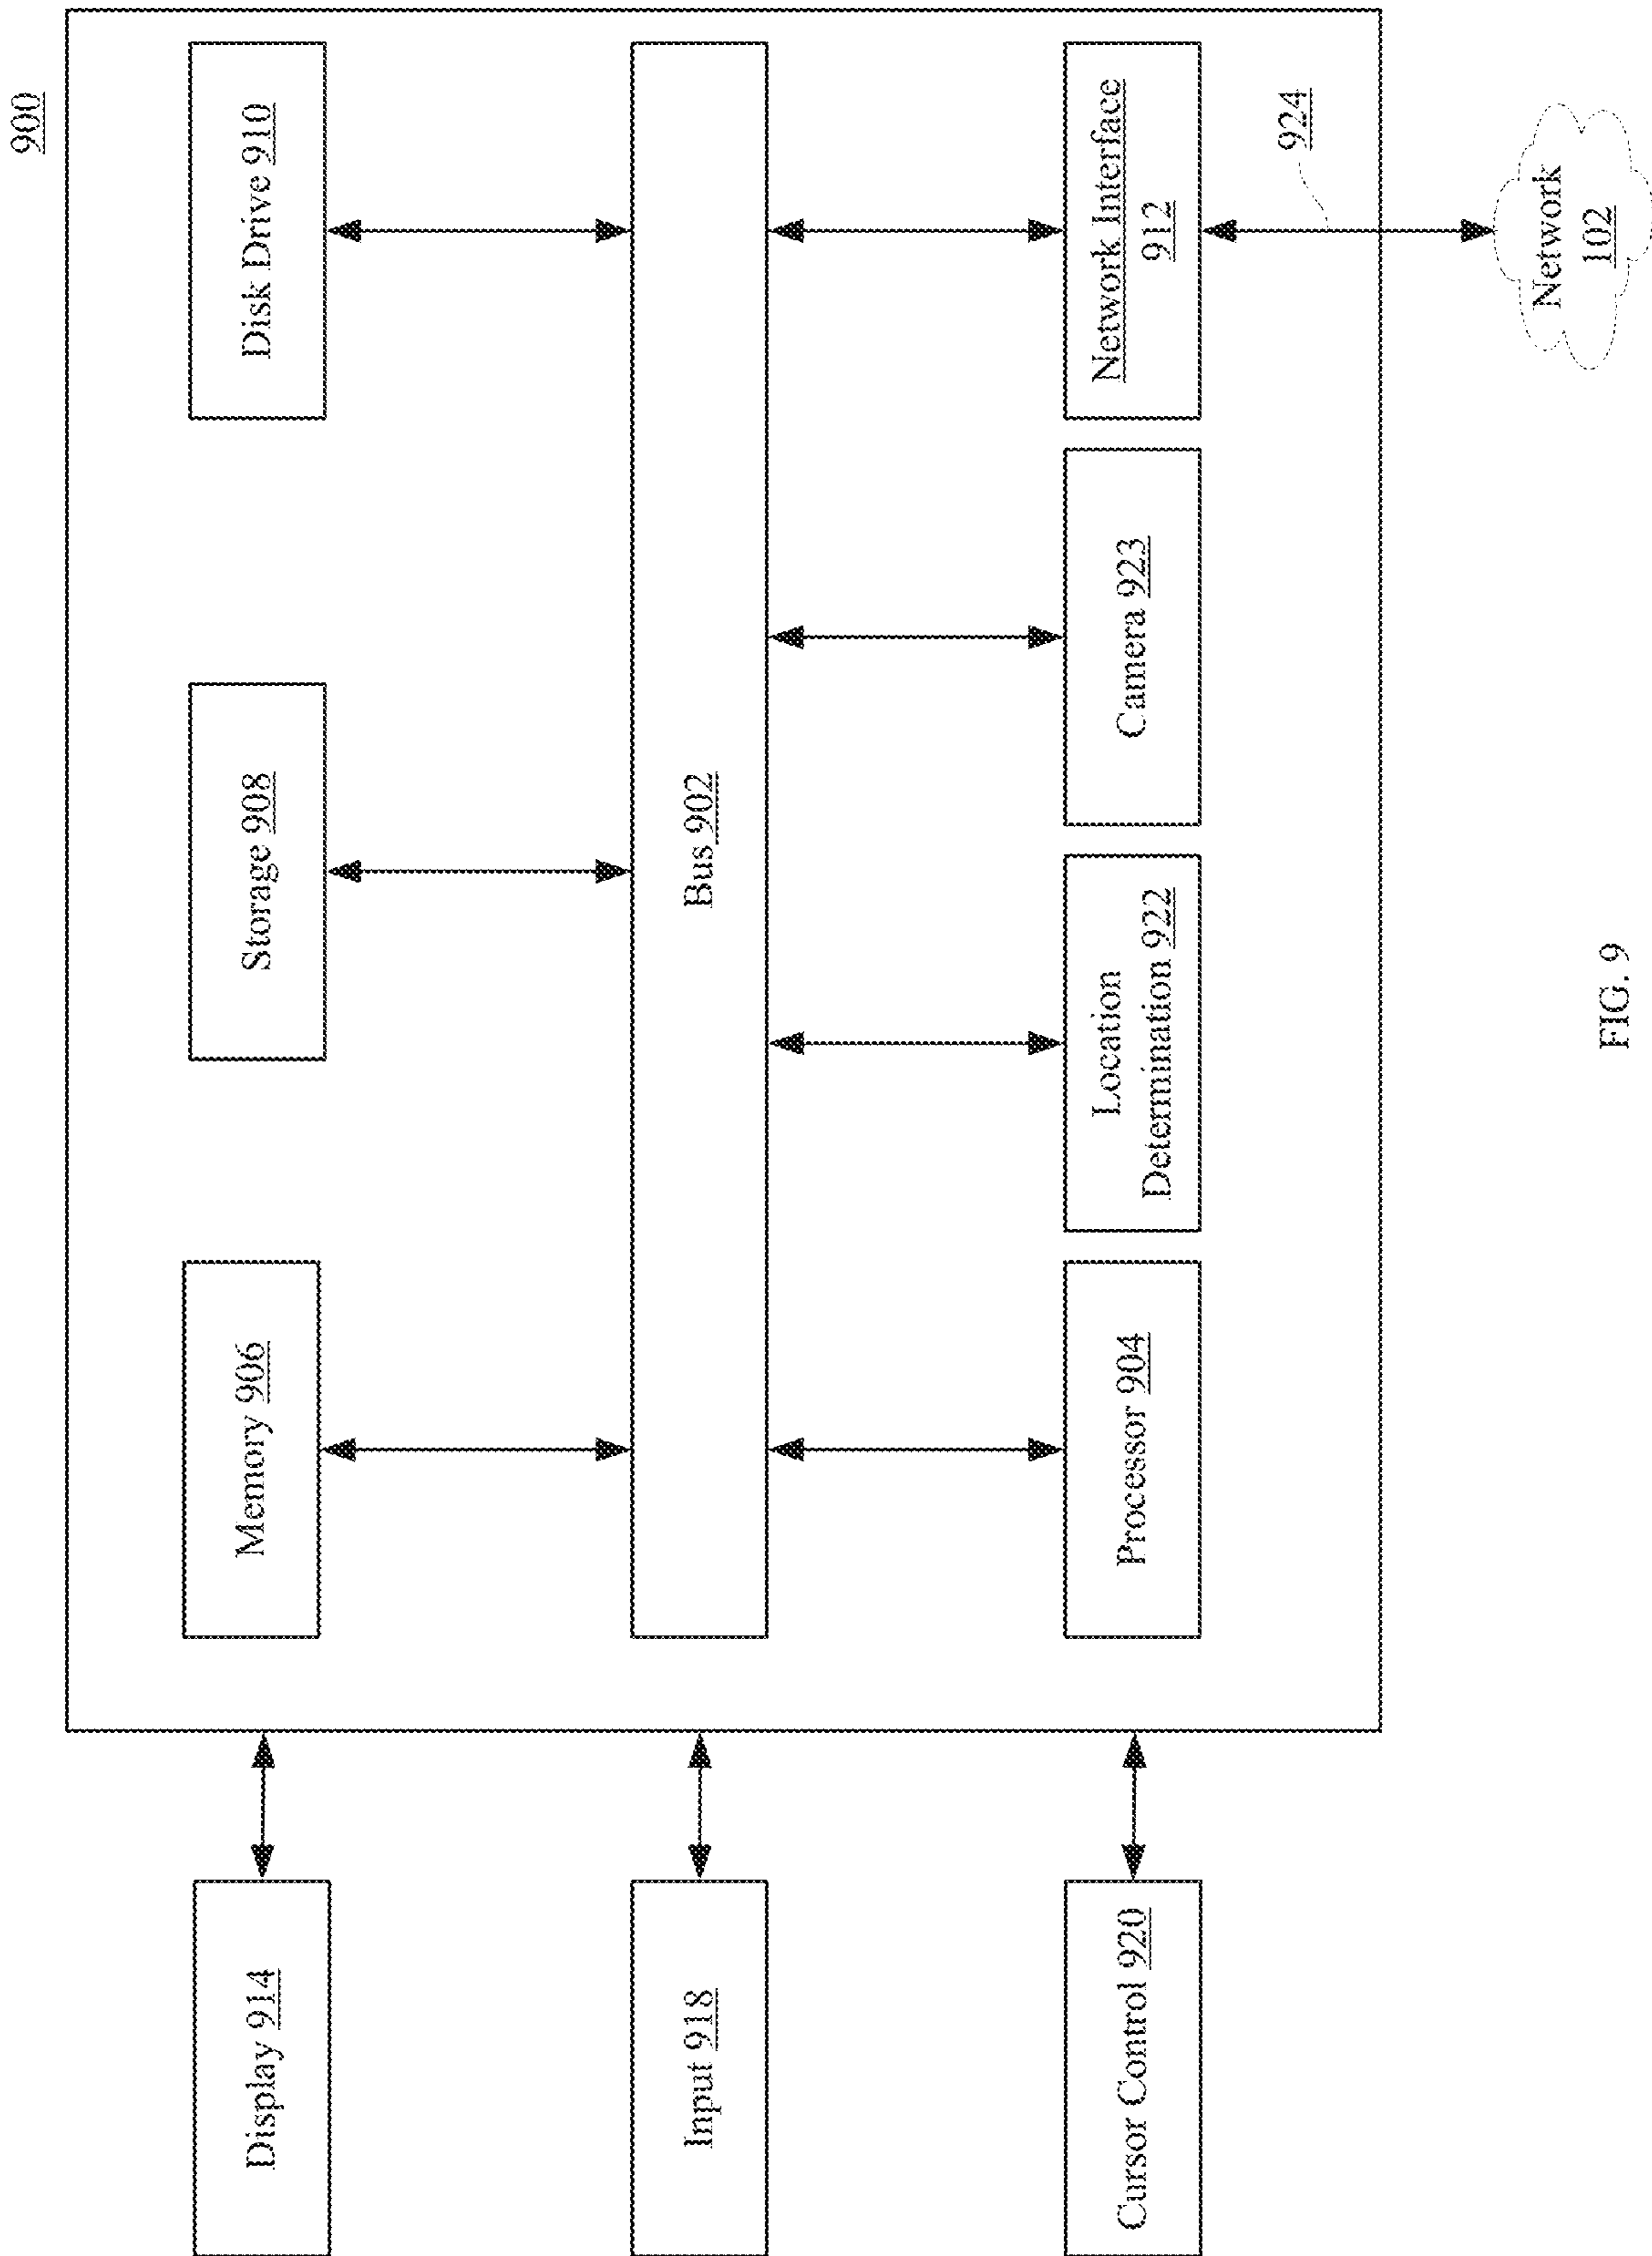 900
Display 914
Memory 906
Storage 908
Disk Drive 910
Input 918
Bus 902
Cursor Control 920
Processor 904
Location
Determination 922
Camera 923
Network Interface
912
924
Network
102
FIG. 9